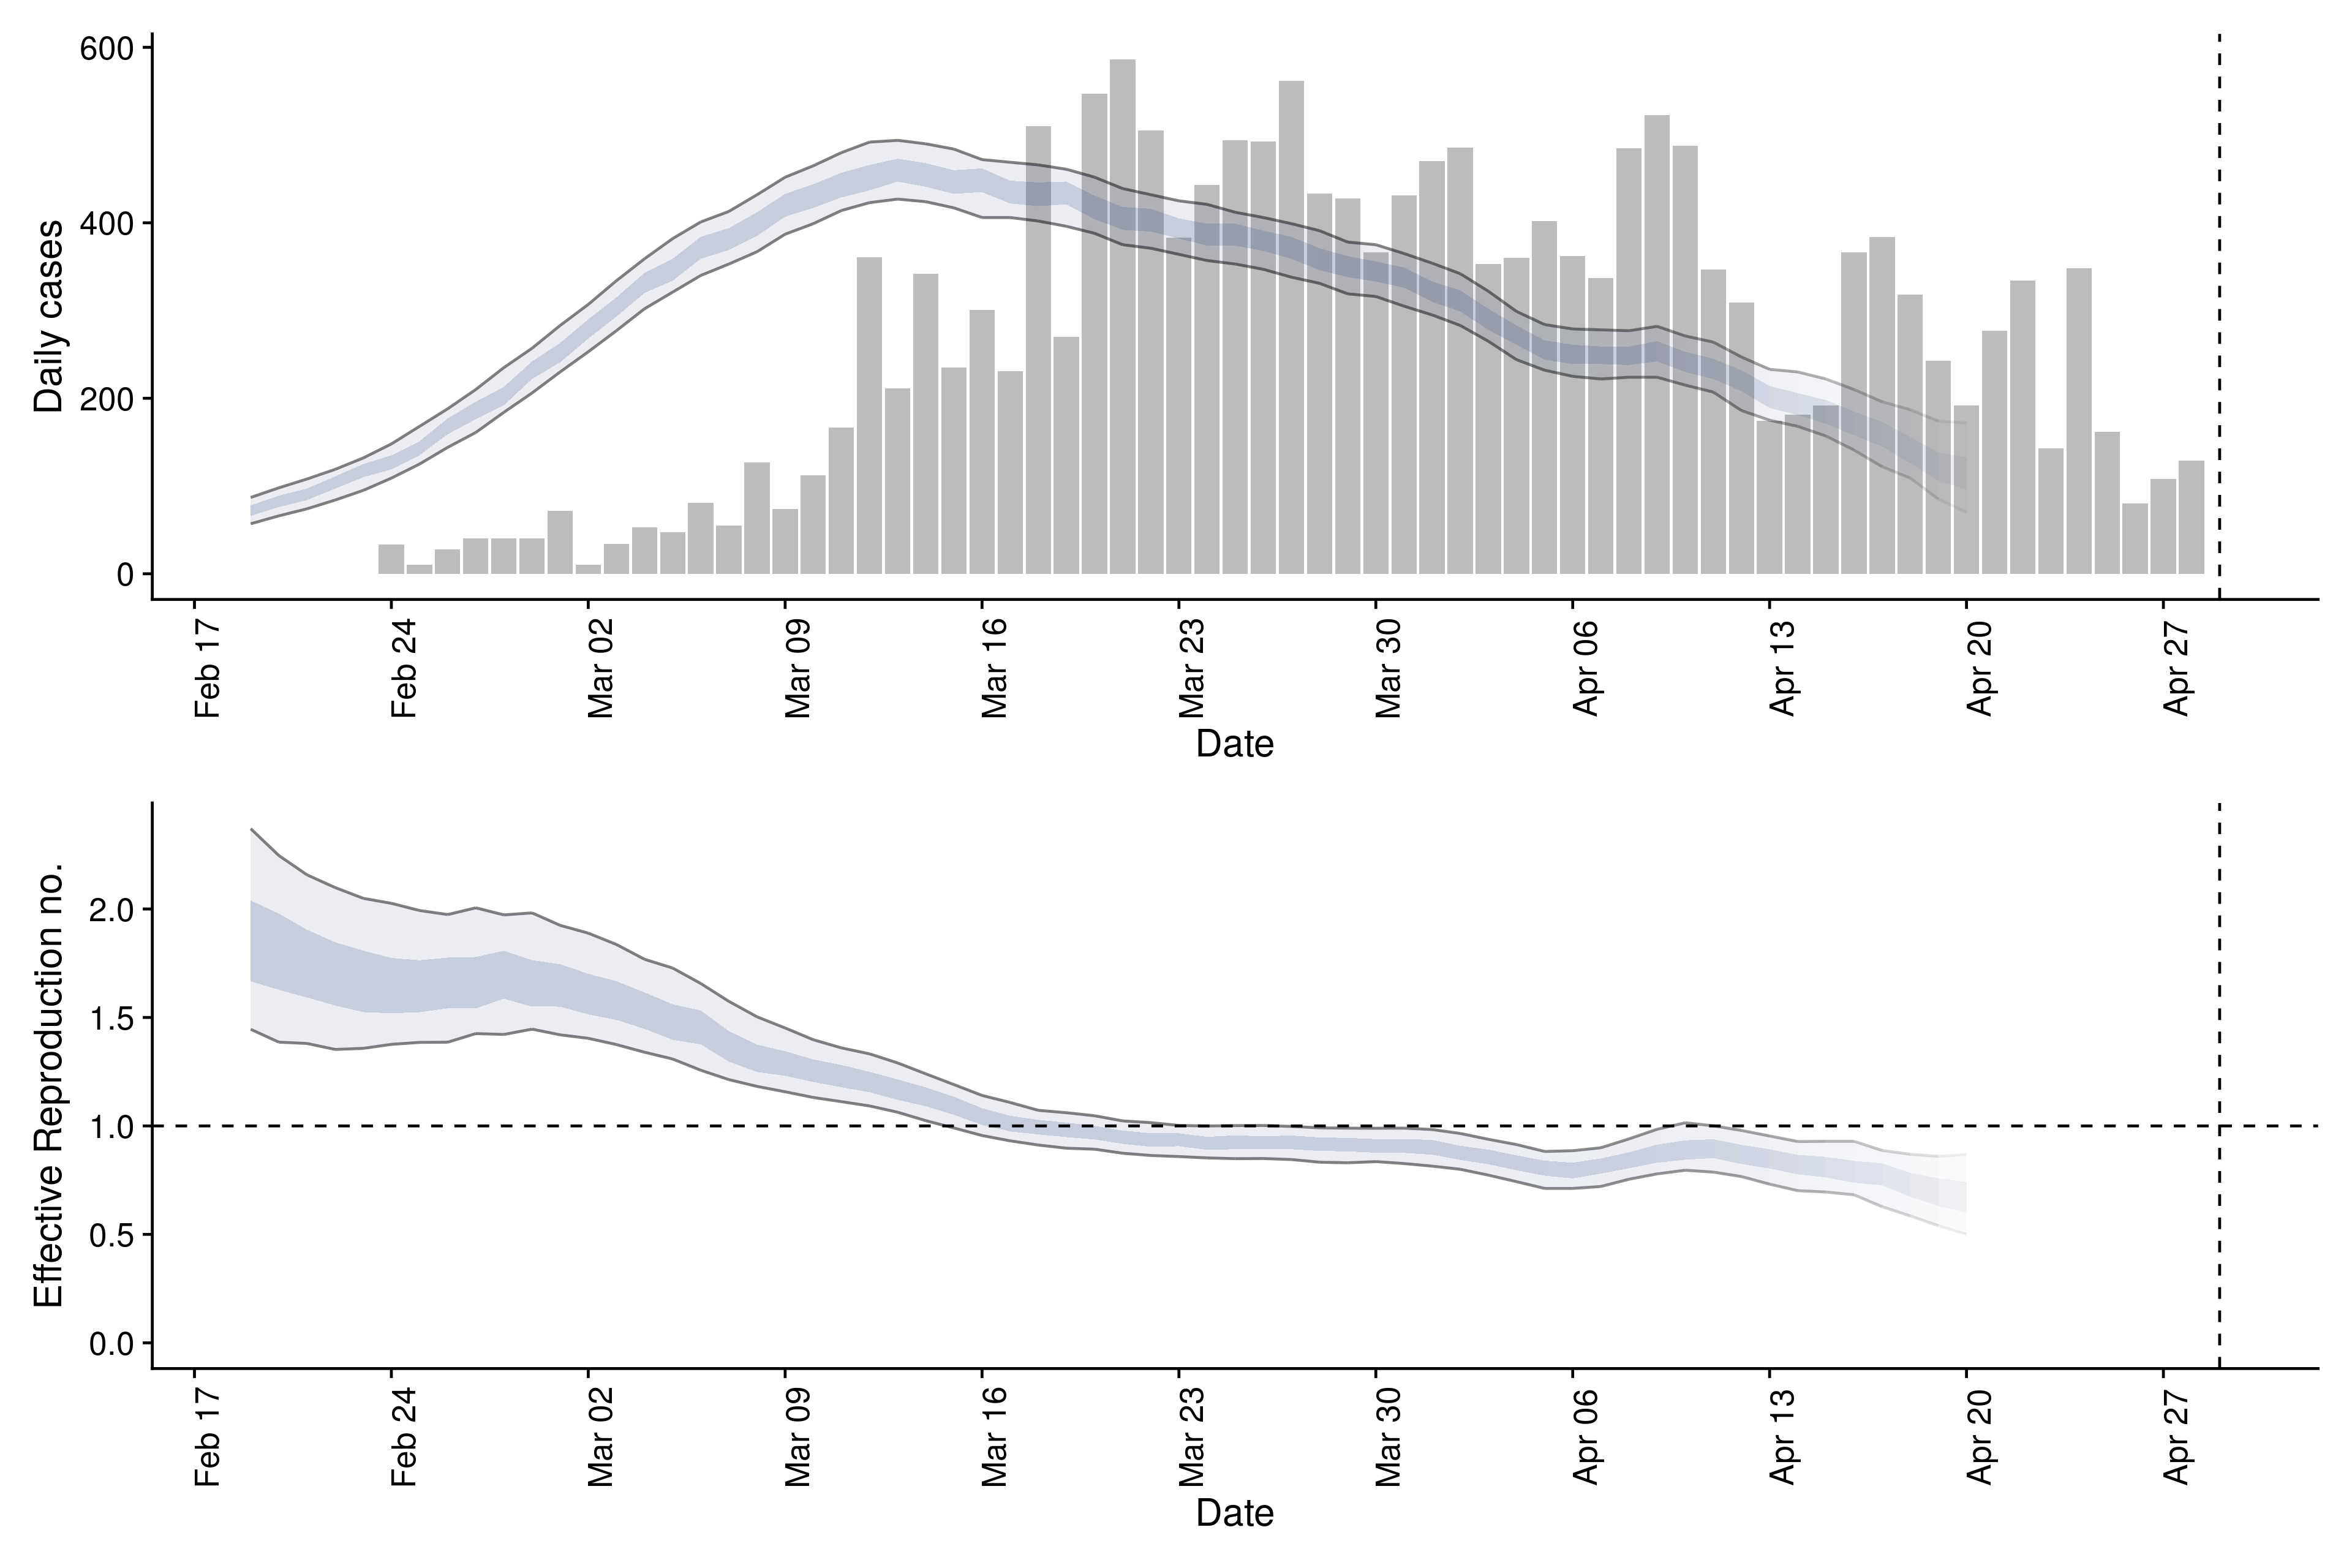 Daily cases
600
400
200
0
Feb 17
Feb 24
Mar 02
Mar 09
Mar 16
Mar 23
Mar 30
Apr 06
Apr 13
Apr 20
Apr 27
Date
Effective Reproduction no.
2.0
1.5
1.0
0.5
0.0
Feb 17
Feb 24
Mar 02
Mar 09
Mar 16
Mar 23
Mar 30
Apr 06
Apr 13
Apr 20
Apr 27
Date